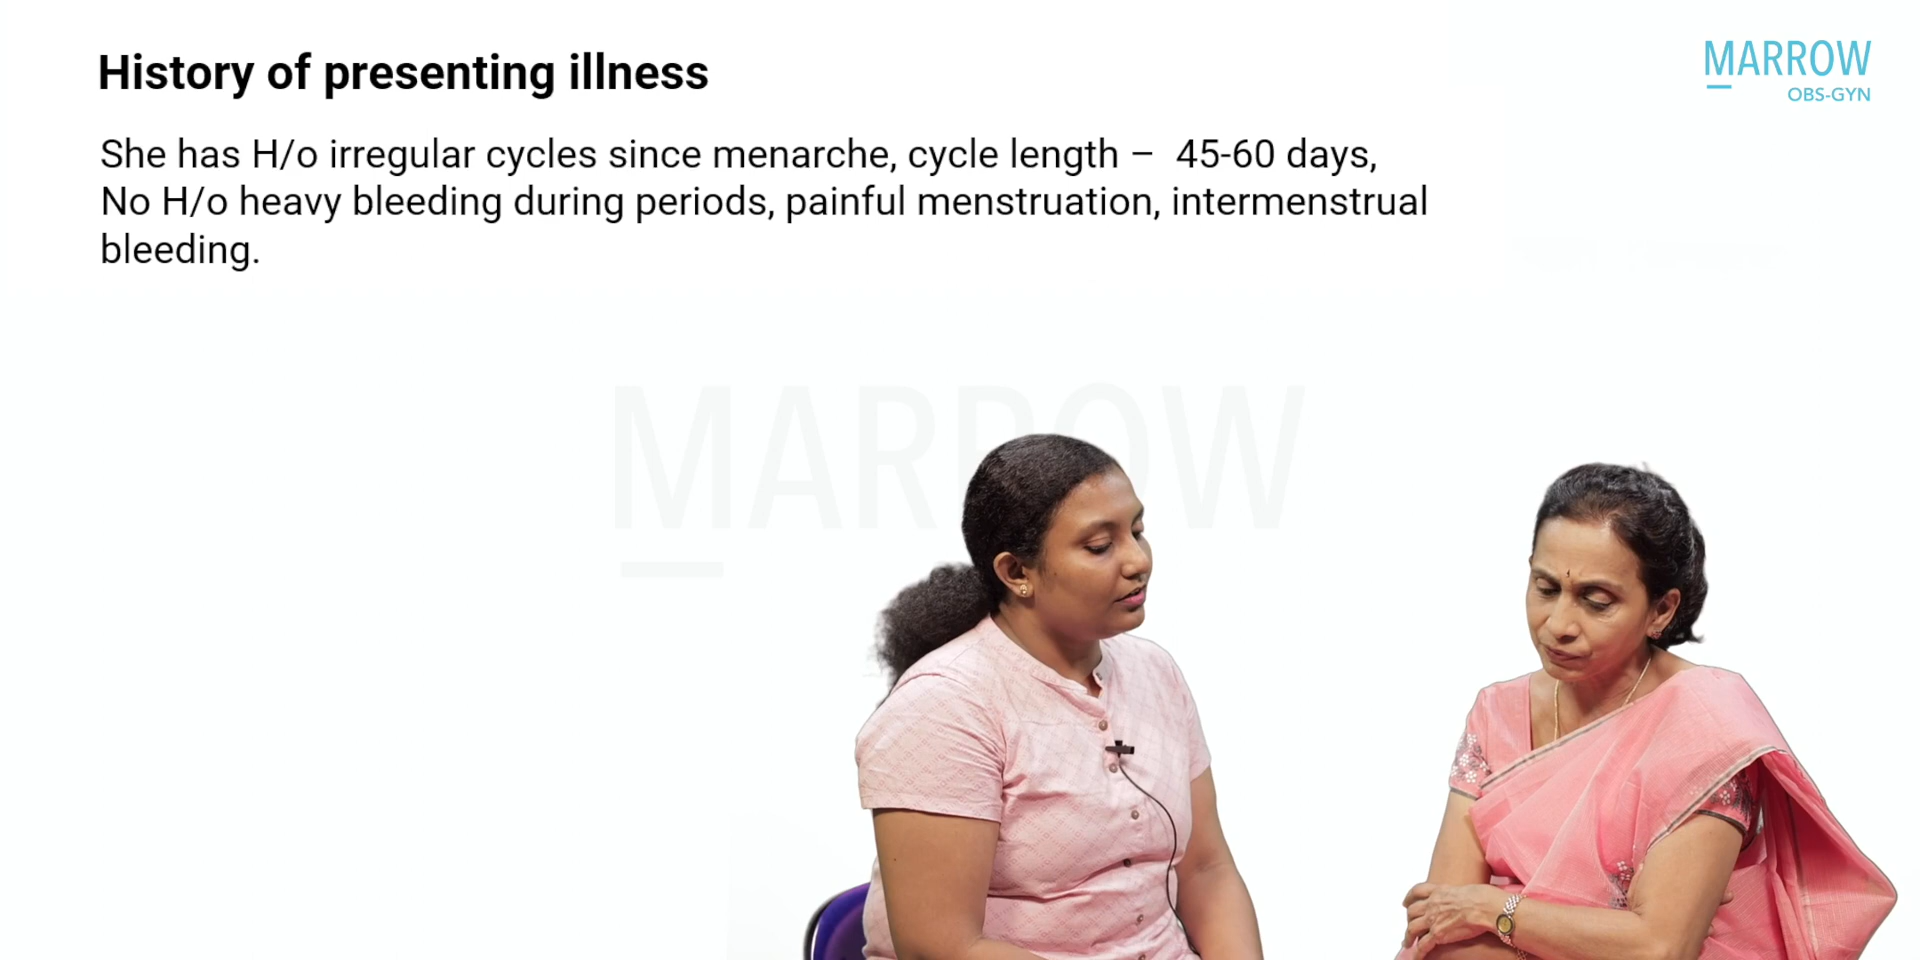 History of presenting illness
MARROW
OBS-GYN
She has H/o irregular cycles since menarche, cycle length – 45-60 days,
No H/o heavy bleeding during periods, painful menstruation, intermenstrual
bleeding.
MARROW